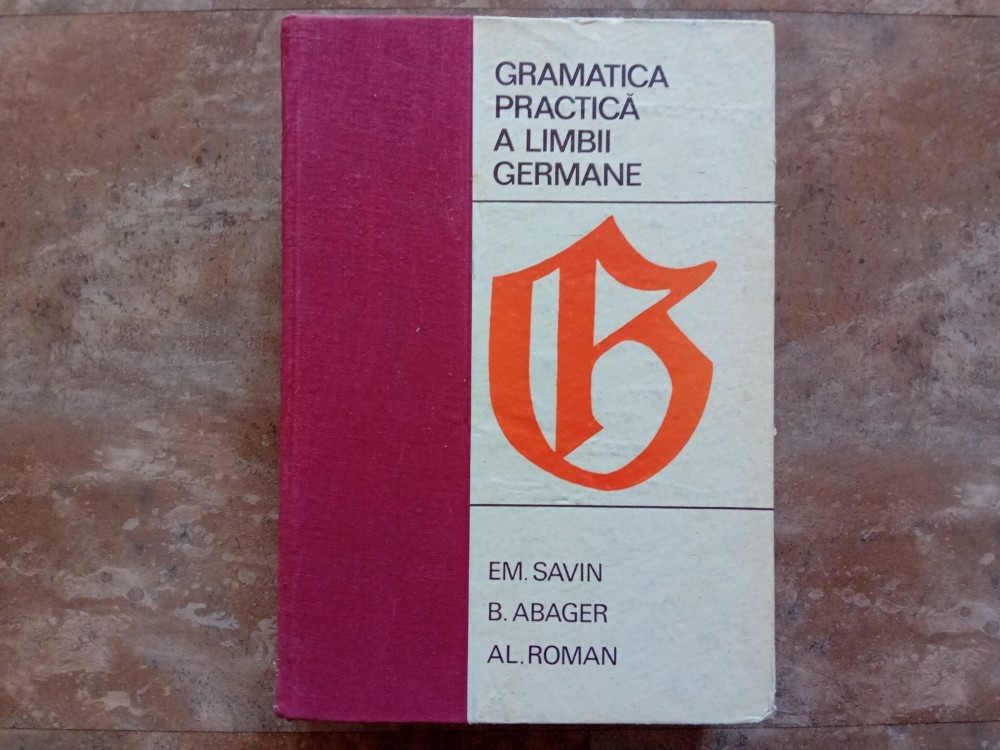 GRAMATICA
PRACTICĂ
A LIMBII
GERMANE
G
EM. SAVIN
B. ABAGER
AL. ROMAN